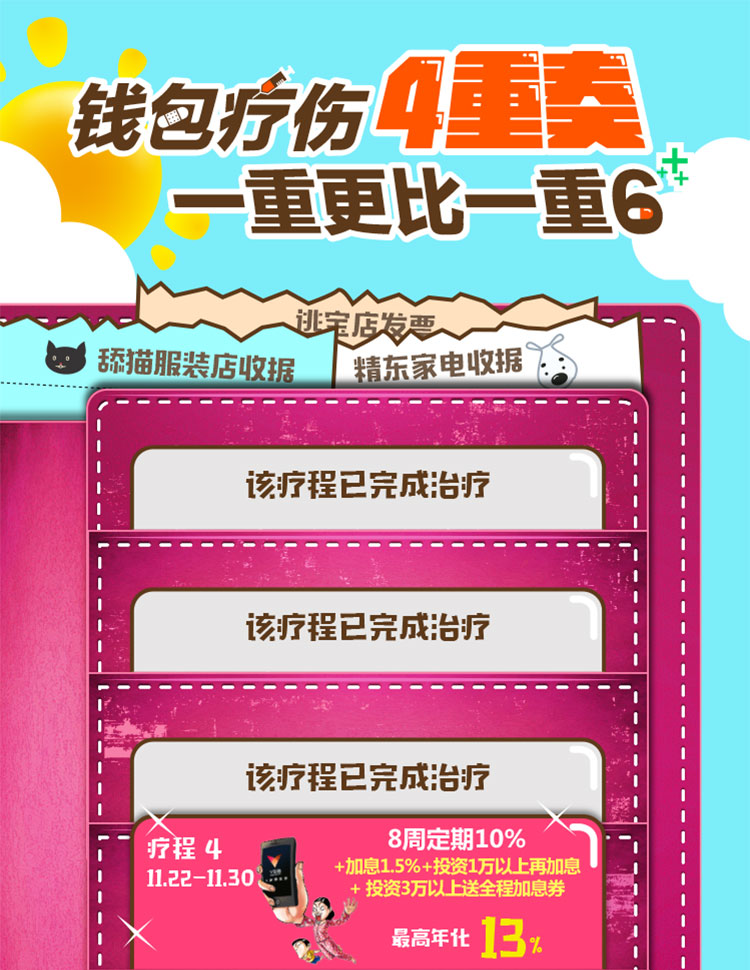 钱包疗伤4重奏
一重更比一重6
逃宝店发票
舔猫服装店收据
精东家电收据
该疗程已完成治疗
该疗程已完成治疗
该疗程已完成治疗
疗程 4
11.22-11.30
8周定期10%
+加息1.5%+投资1万以上再加息
+ 投资3万以上送全程加息券
最高年化 13%